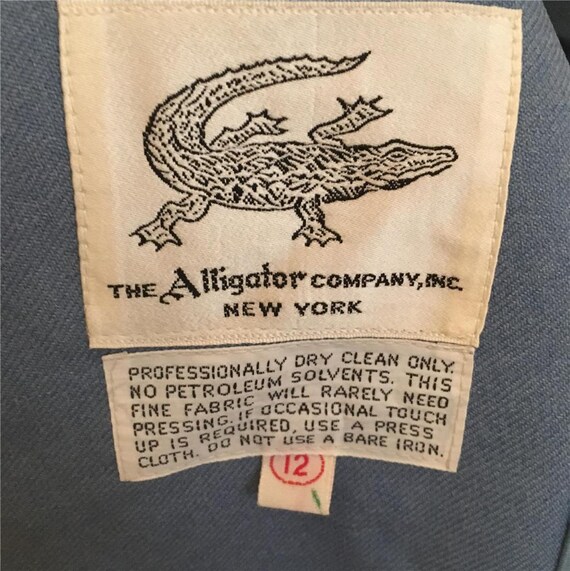 THE Alligator COMPANY, INC.
NEW YORK
PROFESSIONALLY DRY CLEAN ONLY.
NO PETROLEUM SOLVENTS. THIS
FINE FABRIC WILL RARELY NEED
PRESSING. IF OCCASIONAL TOUCH
UP IS REQUIRED, USE A PRESS
CLOTH. DO NOT USE A BARE IRON.
12